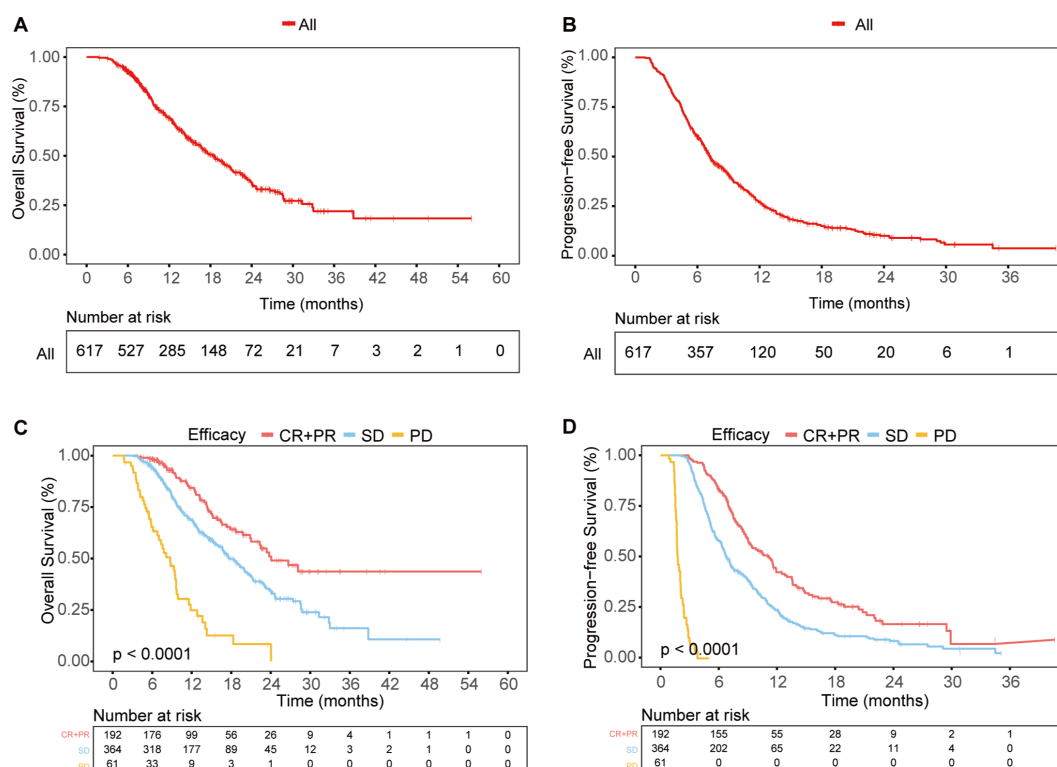 A
All
Overall Survival (%)
1.00
0.75
0.50
0.25
0.00
0 6 12 18 24 30 36 42 48 54 60
Time (months)
Number at risk
All 617 527 285 148 72 21 7 3 2 1 0
B
All
Progression-free Survival (%)
1.00
0.75
0.50
0.25
0.00
0 6 12 18 24 30 36
Time (months)
Number at risk
All 617 357 120 50 20 6 1
C
Efficacy CR+PR SD PD
Overall Survival (%)
1.00
0.75
0.50
0.25
0.00
p < 0.0001
0 6 12 18 24 30 36 42 48 54 60
Time (months)
Number at risk
CR+PR 192 176 99 56 26 9 4 1 1 1 0
SD 364 318 177 89 45 12 3 2 1 0 0
PD 61 33 9 3 1 0 0 0 0 0 0
D
Efficacy CR+PR SD PD
Progression-free Survival (%)
1.00
0.75
0.50
0.25
0.00
p < 0.0001
0 6 12 18 24 30 36
Time (months)
Number at risk
CR+PR 192 155 55 28 9 2 1
SD 364 202 65 22 11 4 0
PD 61 0 0 0 0 0 0